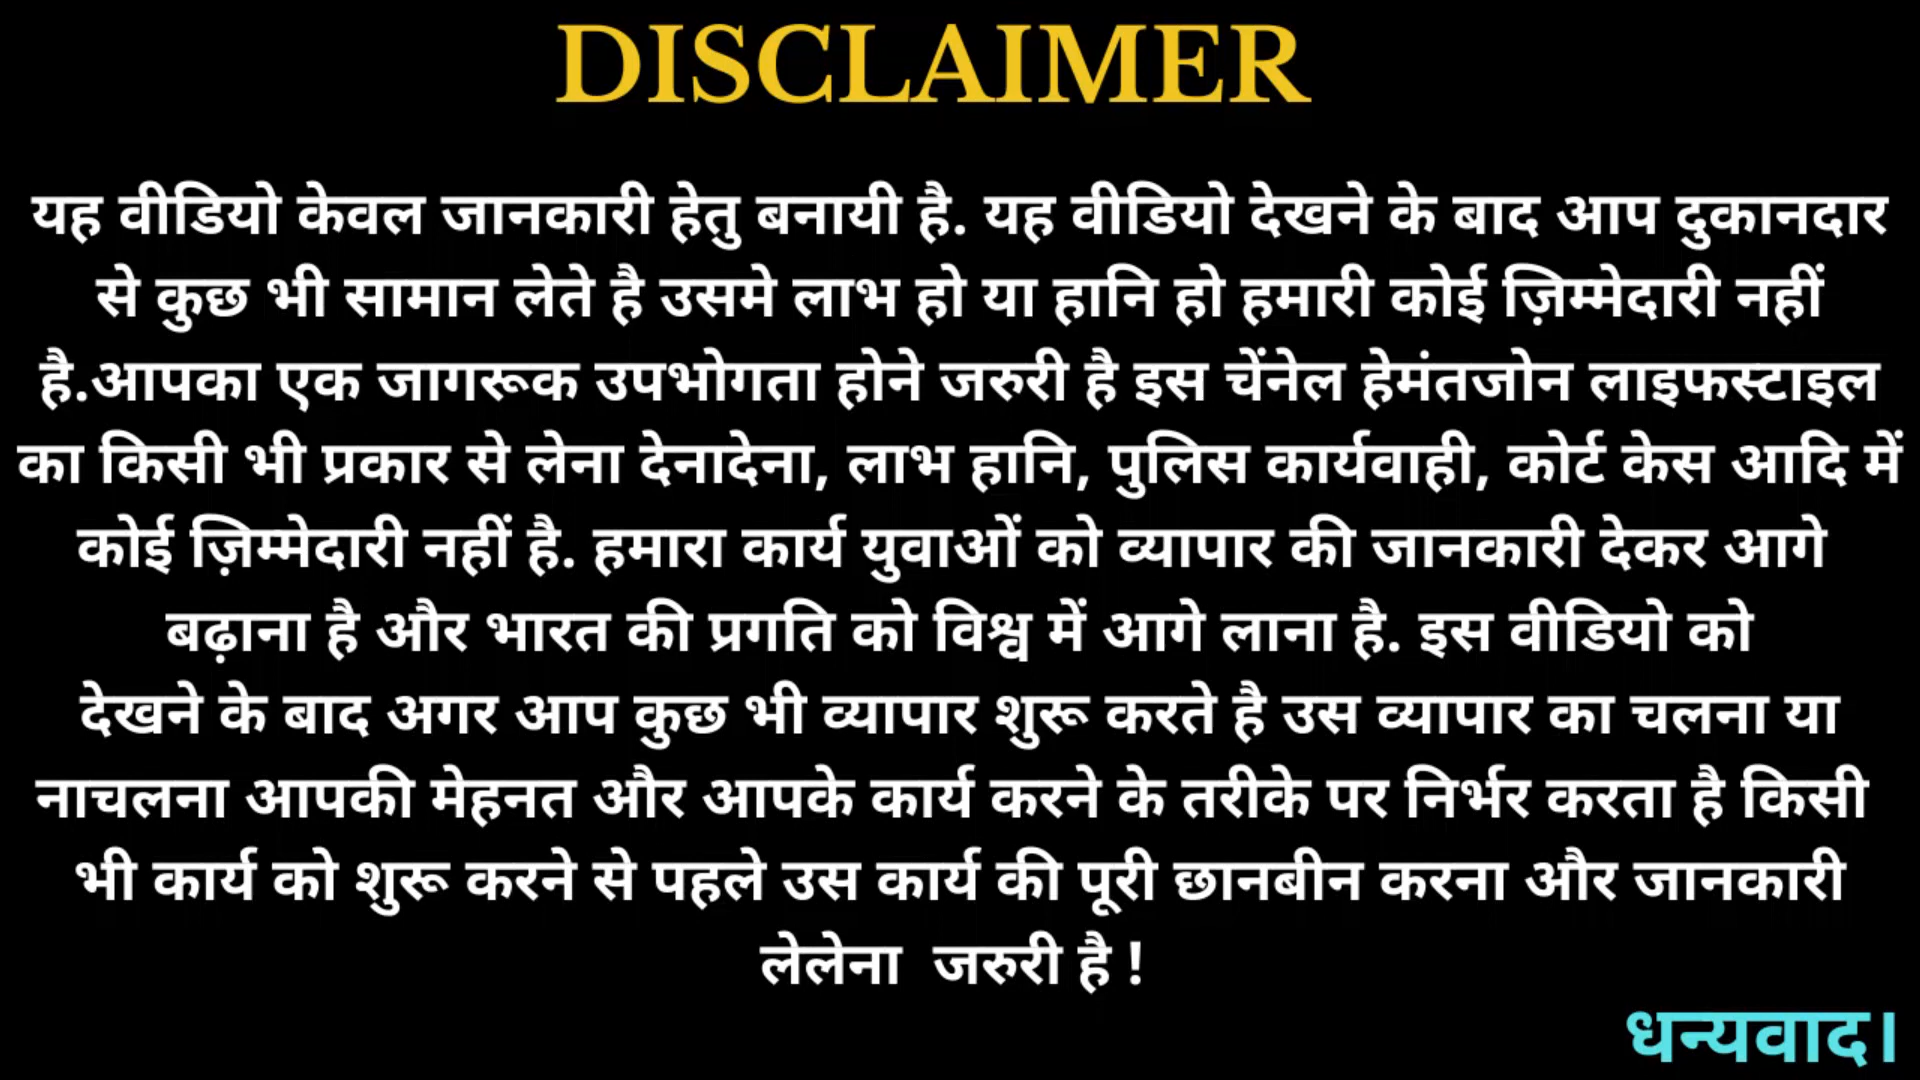 DISCLAIMER
यह वीडियो केवल जानकारी हेतु बनायी है. यह वीडियो देखने के बाद आप दुकानदार
से कुछ भी सामान लेते है उसमे लाभ हो या हानि हो हमारी कोई ज़िम्मेदारी नहीं
है.आपका एक जागरूक उपभोगता होने जरुरी है इस चेंनेल हेमंतजोन लाइफस्टाइल
का किसी भी प्रकार से लेना देनादेना, लाभ हानि, पुलिस कार्यवाही, कोर्ट केस आदि में
कोई ज़िम्मेदारी नहीं है. हमारा कार्य युवाओं को व्यापार की जानकारी देकर आगे
बढ़ाना है और भारत की प्रगति को विश्व में आगे लाना है. इस वीडियो को
देखने के बाद अगर आप कुछ भी व्यापार शुरू करते है उस व्यापार का चलना या
नाचलना आपकी मेहनत और आपके कार्य करने के तरीके पर निर्भर करता है किसी
भी कार्य को शुरू करने से पहले उस कार्य की पूरी छानबीन करना और जानकारी
लेलेना  जरुरी है !
धन्यवाद।